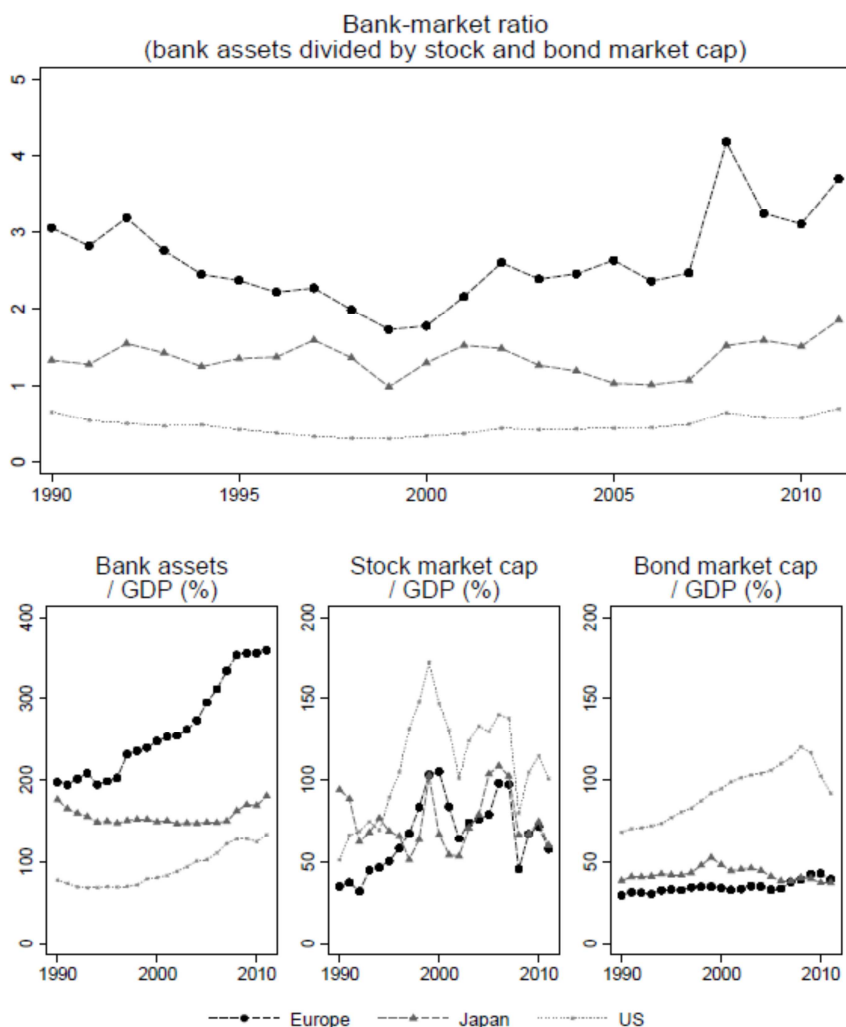 Bank-market ratio
(bank assets divided by stock and bond market cap)
5
4
3
2
1
0
1990 1995 2000 2005 2010
Bank assets
/ GDP (%)
400
300
200
100
0
1990 2000 2010
Stock market cap
/ GDP (%)
200
150
100
50
0
1990 2000 2010
Bond market cap
/ GDP (%)
200
150
100
50
0
1990 2000 2010
Europe Japan US